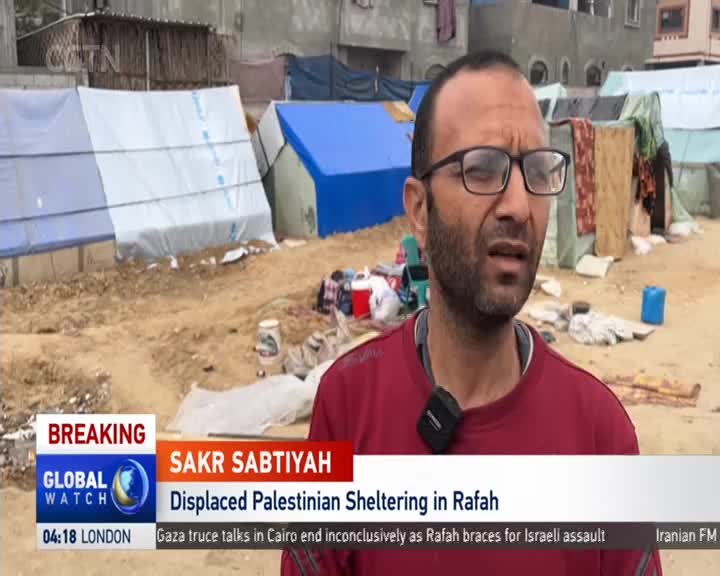 CGTN
BREAKING
GLOBAL
WATCH
04:18 LONDON
SAKR SABTIYAH
Displaced Palestinian Sheltering in Rafah
Gaza truce talks in Cairo end inconclusively as Rafah braces for Israeli assault
Iranian FM